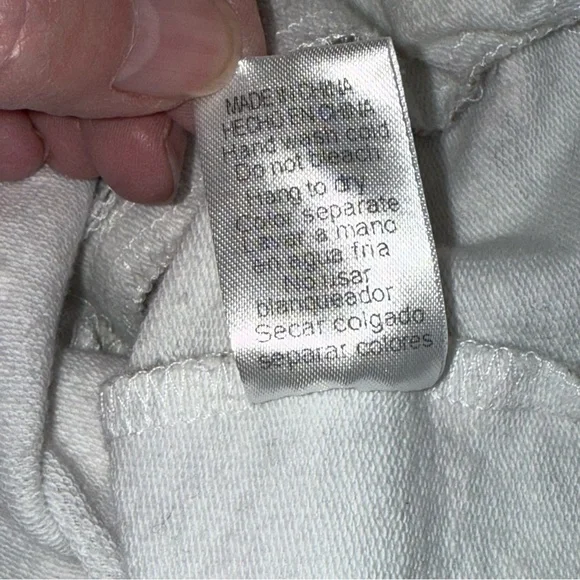 MADE IN CHINA
HECHO EN CHINA
Hand wash cold
Do not bleach
Hang to dry
Color separate
Lavar a mano
en agua fria
No usar
blanqueador
Secar colgado
separar colores